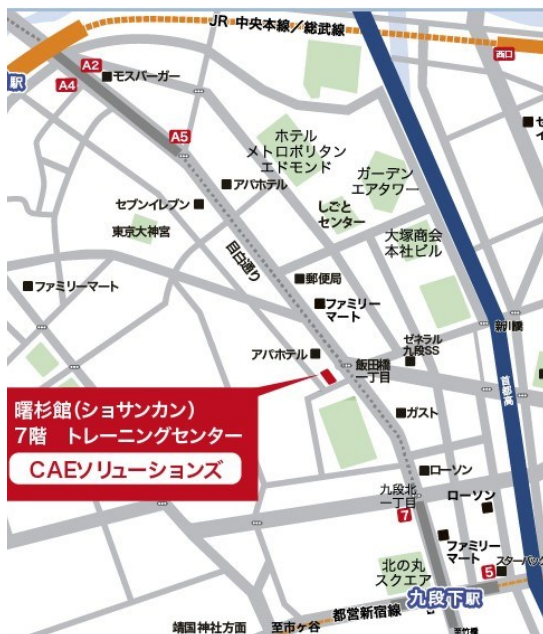 JR 中央本線／総武線
西口
駅
A2
モスバーガー
A4
A5
ホテル
メトロポリタン
エドモンド
ガーデン
エアタワー
アパホテル
しごと
センター
セブンイレブン
東京大神宮
大塚商会
本社ビル
目白通り
郵便局
ファミリーマート
ファミリー
マート
新川橋
ゼネラル
九段SS
アパホテル
飯田橋
一丁目
首都高
曙杉館(ショサンカン)
7階 トレーニングセンター
CAEソリューションズ
ガスト
ローソン
九段北
一丁目
ローソン
7
ファミリー
マート
北の丸
スクエア
5
スターバック
九段下駅
都営新宿線
靖国神社方面
至市ヶ谷
至竹橋